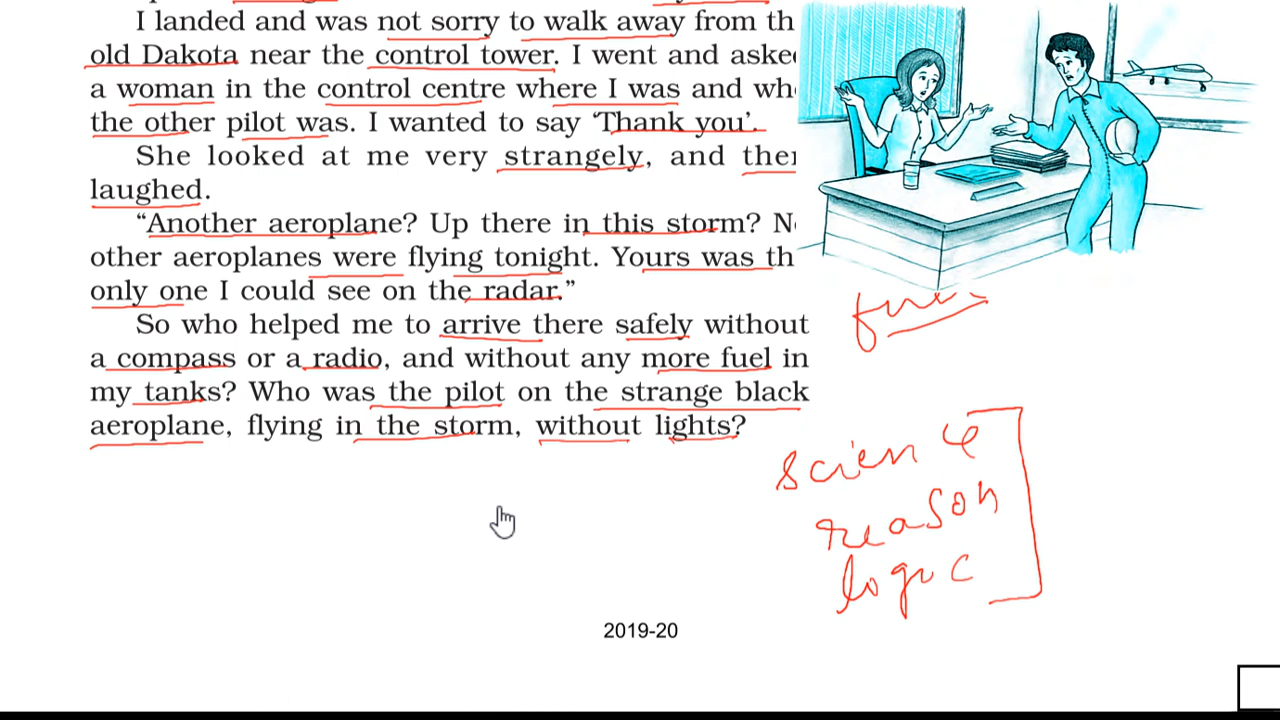 I landed and was not sorry to walk away from th
old Dakota near the control tower. I went and aske
a woman in the control centre where I was and wh
the other pilot was. I wanted to say ‘Thank you’.
She looked at me very strangely, and then
laughed.
“Another aeroplane? Up there in this storm? N
other aeroplanes were flying tonight. Yours was th
only one I could see on the radar.”
So who helped me to arrive there safely without
a compass or a radio, and without any more fuel in
my tanks? Who was the pilot on the strange black
aeroplane, flying in the storm, without lights?
science
reason
logic
2019-20